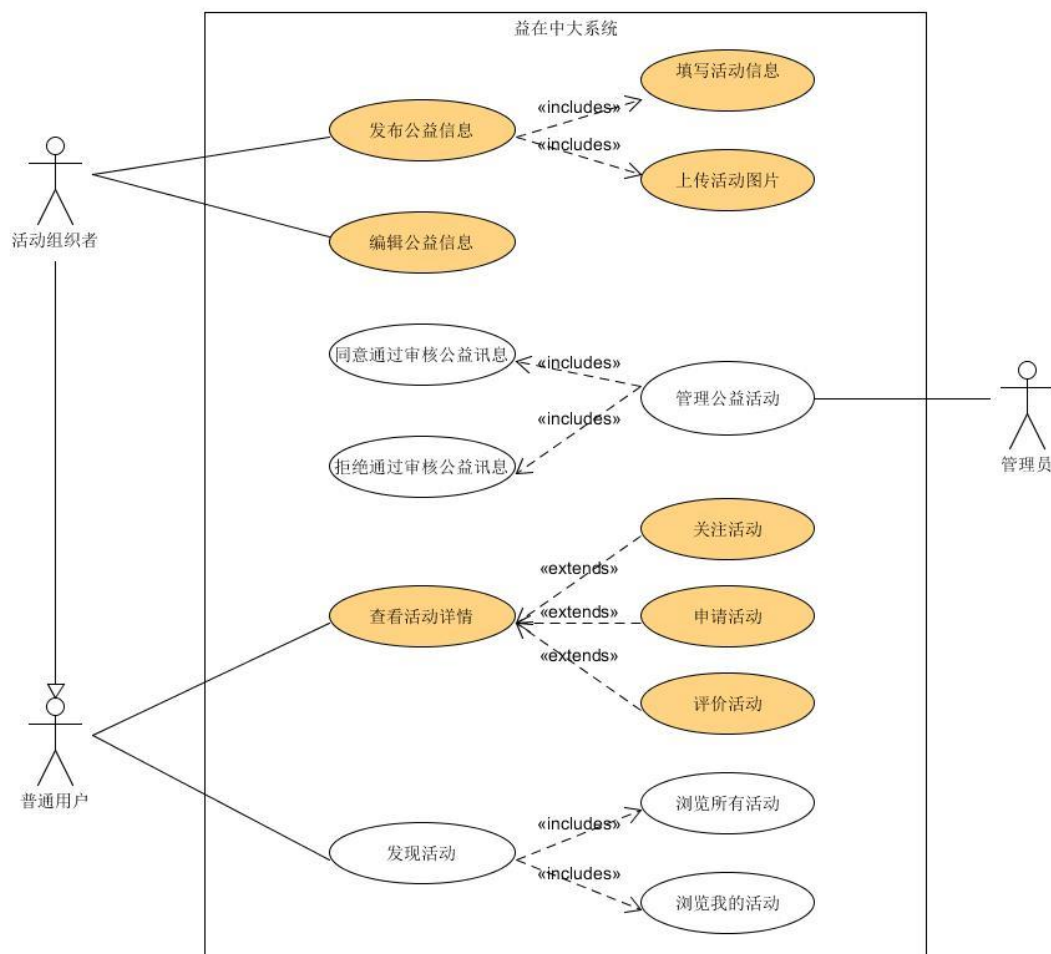 益在中大系统
填写活动信息
«includes»
发布公益信息
«includes»
上传活动图片
活动组织者
编辑公益信息
同意通过审核公益讯息
«includes»
管理公益活动
«includes»
拒绝通过审核公益讯息
管理员
关注活动
«extends»
查看活动详情
«extends»
申请活动
«extends»
评价活动
普通用户
浏览所有活动
«includes»
发现活动
«includes»
浏览我的活动